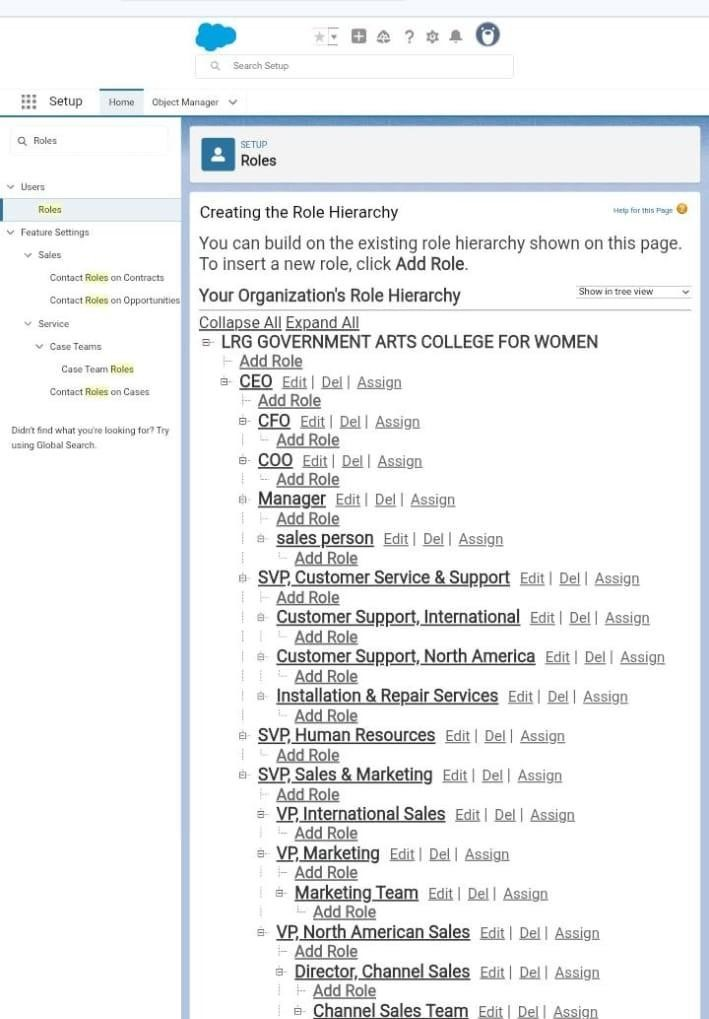 Search Setup
Setup
Home
Object Manager
Roles
Users
Roles
Feature Settings
Sales
Contact Roles on Contracts
Contact Roles on Opportunities
Service
Case Teams
Case Team Roles
Contact Roles on Cases
Didn't find what you're looking for? Try
using Global Search.
SETUP
Roles
Creating the Role Hierarchy
Help for this Page ?
You can build on the existing role hierarchy shown on this page.
To insert a new role, click Add Role.
Your Organization's Role Hierarchy
Show in tree view
Collapse All Expand All
LRG GOVERNMENT ARTS COLLEGE FOR WOMEN
Add Role
CEO Edit | Del | Assign
Add Role
CFO Edit | Del | Assign
Add Role
COO Edit | Del | Assign
Add Role
Manager Edit | Del | Assign
Add Role
sales person Edit | Del | Assign
Add Role
SVP, Customer Service & Support Edit | Del | Assign
Add Role
Customer Support, International Edit | Del | Assign
Add Role
Customer Support, North America Edit | Del | Assign
Add Role
Installation & Repair Services Edit | Del | Assign
Add Role
SVP, Human Resources Edit | Del | Assign
Add Role
SVP, Sales & Marketing Edit | Del | Assign
Add Role
VP, International Sales Edit | Del | Assign
Add Role
VP, Marketing Edit | Del | Assign
Add Role
Marketing Team Edit | Del | Assign
Add Role
VP, North American Sales Edit | Del | Assign
Add Role
Director, Channel Sales Edit | Del | Assign
Add Role
Channel Sales Team Edit | Del | Assign